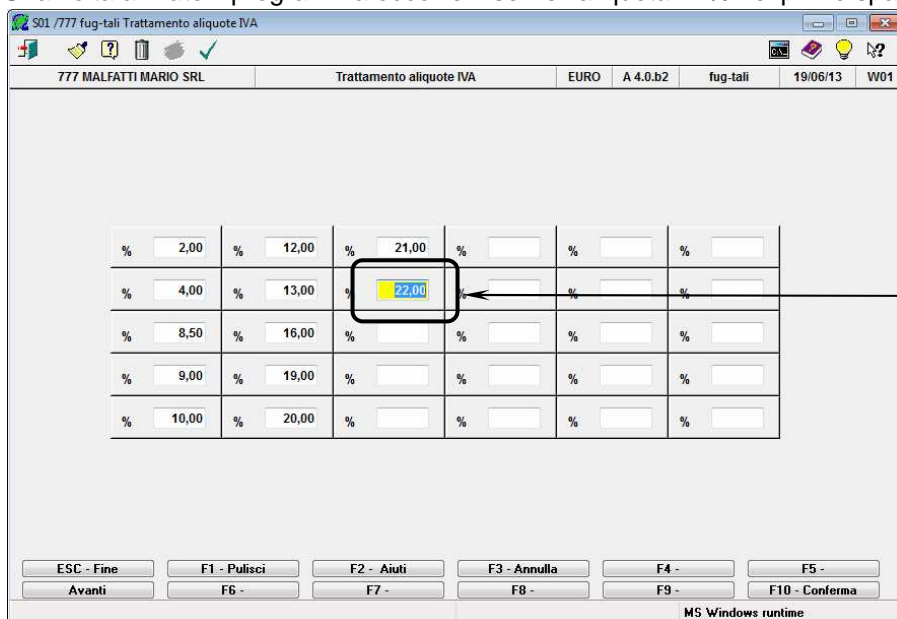 S01 /777 fug-tali Trattamento aliquote IVA
777 MALFATTI MARIO SRL Trattamento aliquote IVA EURO A 4.0.b2 fug-tali 19/06/13 W01
% 2,00 % 12,00 % 21,00 % % %
% 4,00 % 13,00 % 22,00 % % %
% 8,50 % 16,00 % % % %
% 9,00 % 19,00 % % % %
% 10,00 % 20,00 % % % %
ESC - Fine F1 - Pulisci F2 - Aiuti F3 - Annulla F4 - F5 -
Avanti F6 - F7 - F8 - F9 - F10 - Conferma
MS Windows runtime